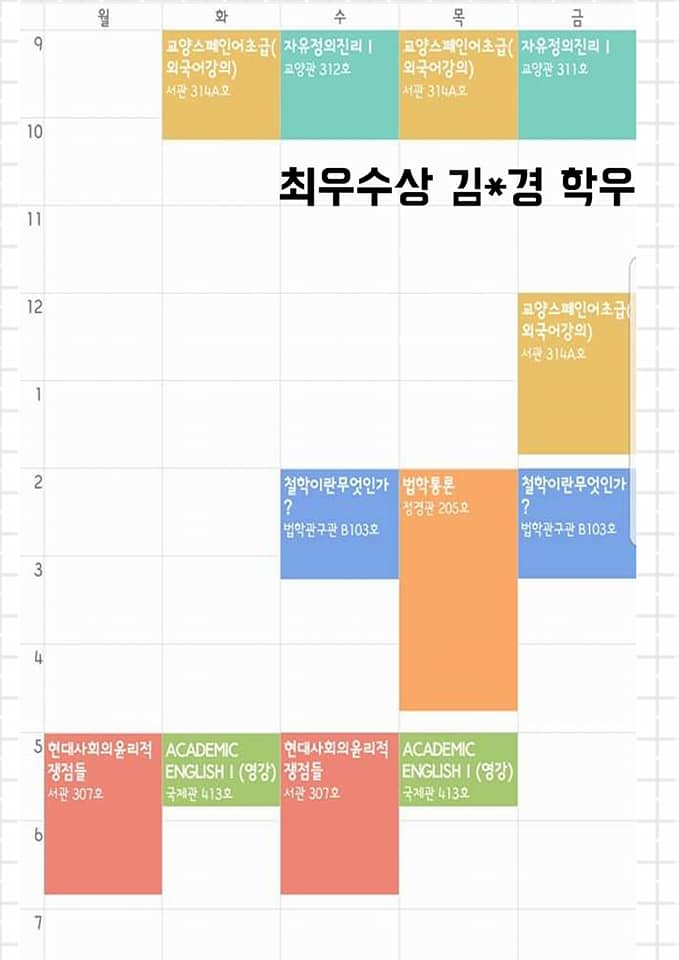 월 화 수 목 금
9
교양스페인어초급(
외국어강의)
서관 314A호
자유정의진리 I
교양관 312호
교양스페인어초급(
외국어강의)
서관 314A호
자유정의진리 I
교양관 311호
10
최우수상 김*경 학우
11
12
교양스페인어초급(
외국어강의)
서관 314A호
1
2
철학이란무엇인가
?
법학관구관 B103호
법학통론
정경관 205호
철학이란무엇인가
?
법학관구관 B103호
3
4
5
현대사회의윤리적
쟁점들
서관 307호
ACADEMIC
ENGLISH I (영강)
국제관 413호
현대사회의윤리적
쟁점들
서관 307호
ACADEMIC
ENGLISH I (영강)
국제관 413호
6
7